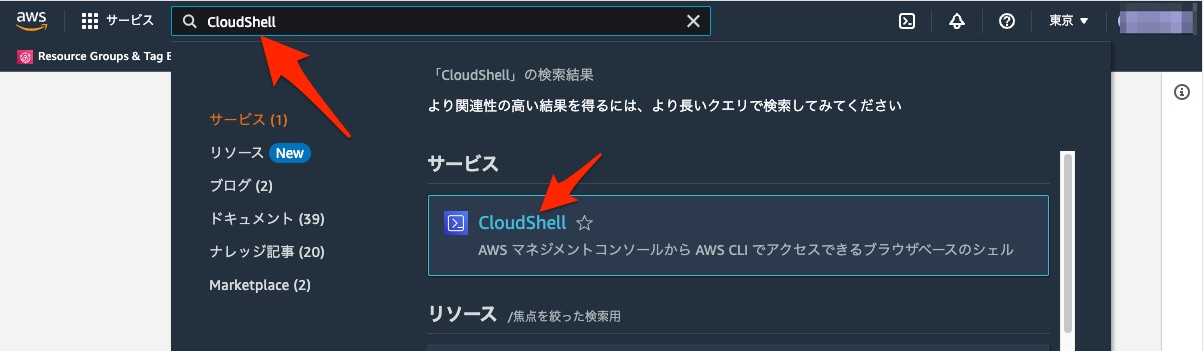 aws
サービス
CloudShell
東京
Resource Groups & Tag E
「CloudShell」の検索結果
より関連性の高い結果を得るには、より長いクエリで検索してみてください
サービス (1)
リソース New
ブログ (2)
ドキュメント (39)
ナレッジ記事 (20)
Marketplace (2)
サービス
CloudShell
AWS マネジメントコンソールから AWS CLI でアクセスできるブラウザベースのシェル
リソース /焦点を絞った検索用